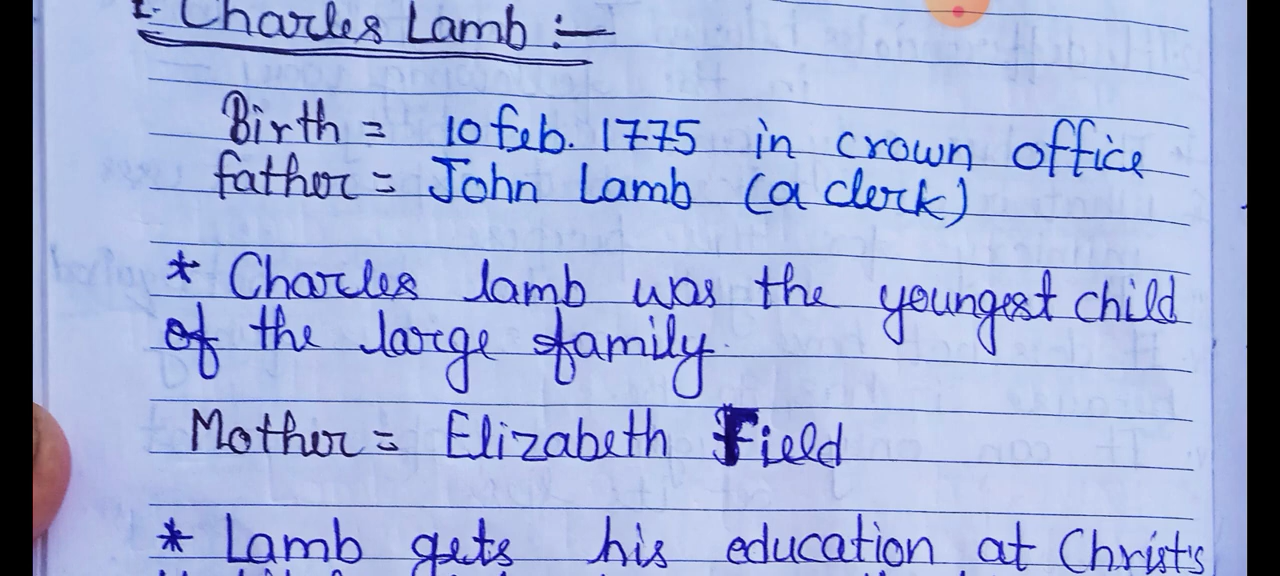 1. Charles Lamb :-
Birth = 10 feb. 1775 in crown office
father = John Lamb (a clerk)
* Charles lamb was the youngest child
of the large family.
Mother = Elizabeth Field
* Lamb gets his education at Christ's